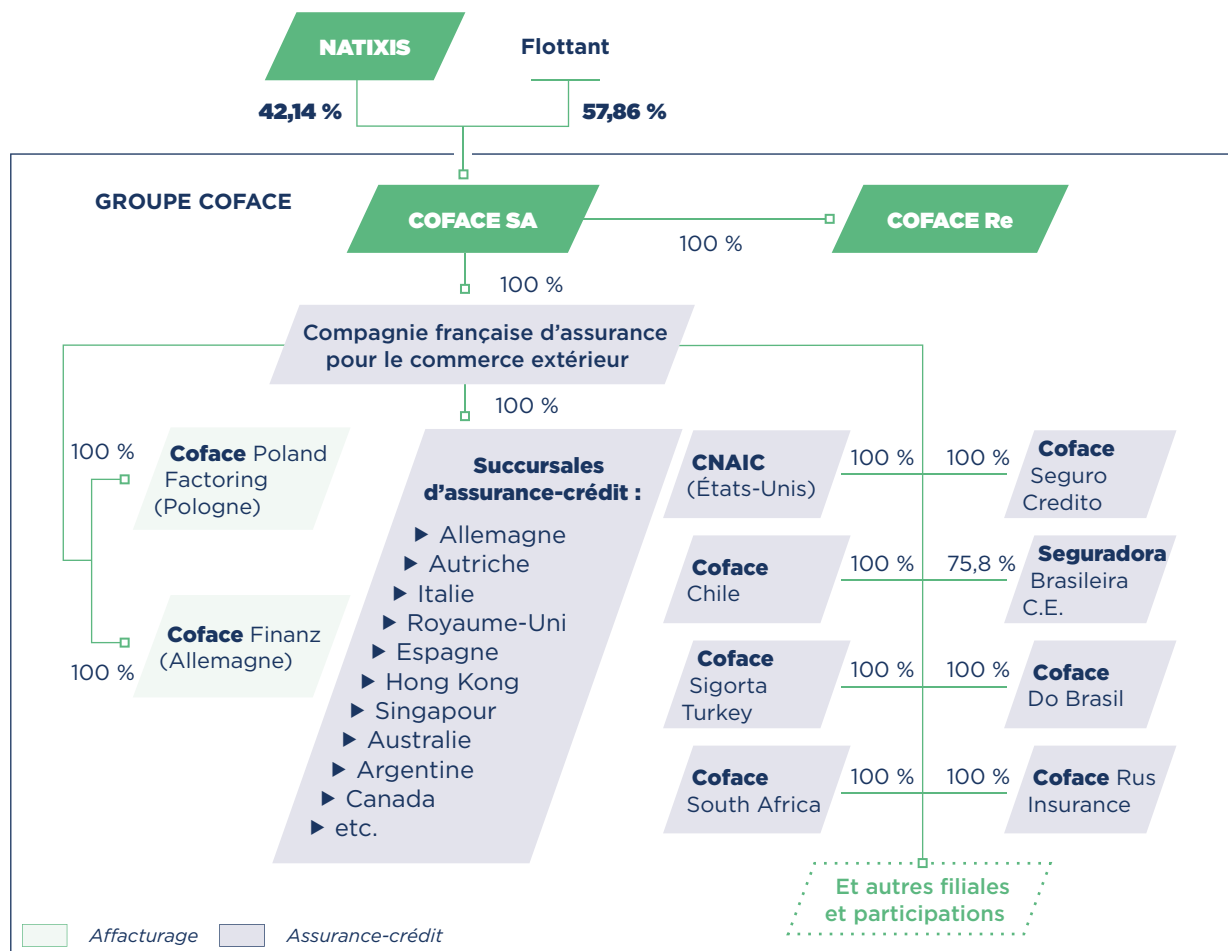 NATIXIS
Flottant
42,14 %
57,86 %
GROUPE COFACE
COFACE SA
100 %
COFACE Re
100 %
Compagnie française d'assurance
pour le commerce extérieur
100 %
100 %
Coface Poland
Factoring
(Pologne)
100 %
Coface Finanz
(Allemagne)
Succursales
d'assurance-crédit :
▶ Allemagne
▶ Autriche
▶ Italie
▶ Royaume-Uni
▶ Espagne
▶ Hong Kong
▶ Singapour
▶ Australie
▶ Argentine
▶ Canada
▶ etc.
CNAIC
(États-Unis)
100 %
100 %
Coface
Seguro
Credito
Coface
Chile
100 %
75,8 %
Seguradora
Brasileira
C.E.
Coface
Sigorta
Turkey
100 %
100 %
Coface
Do Brasil
Coface
South Africa
100 %
100 %
Coface Rus
Insurance
Et autres filiales
et participations
Affacturage
Assurance-crédit